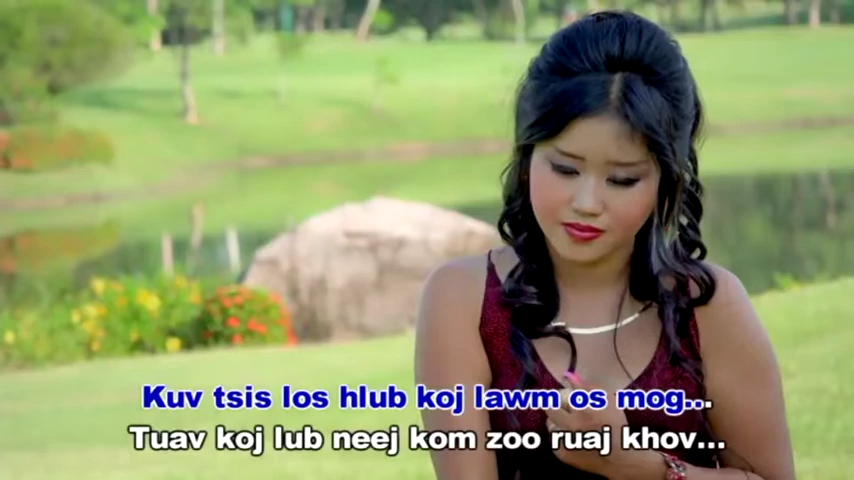 Kuv tsis los hlub koj lawm os mog...
Tuav koj lub neej kom zoo ruaj khov...